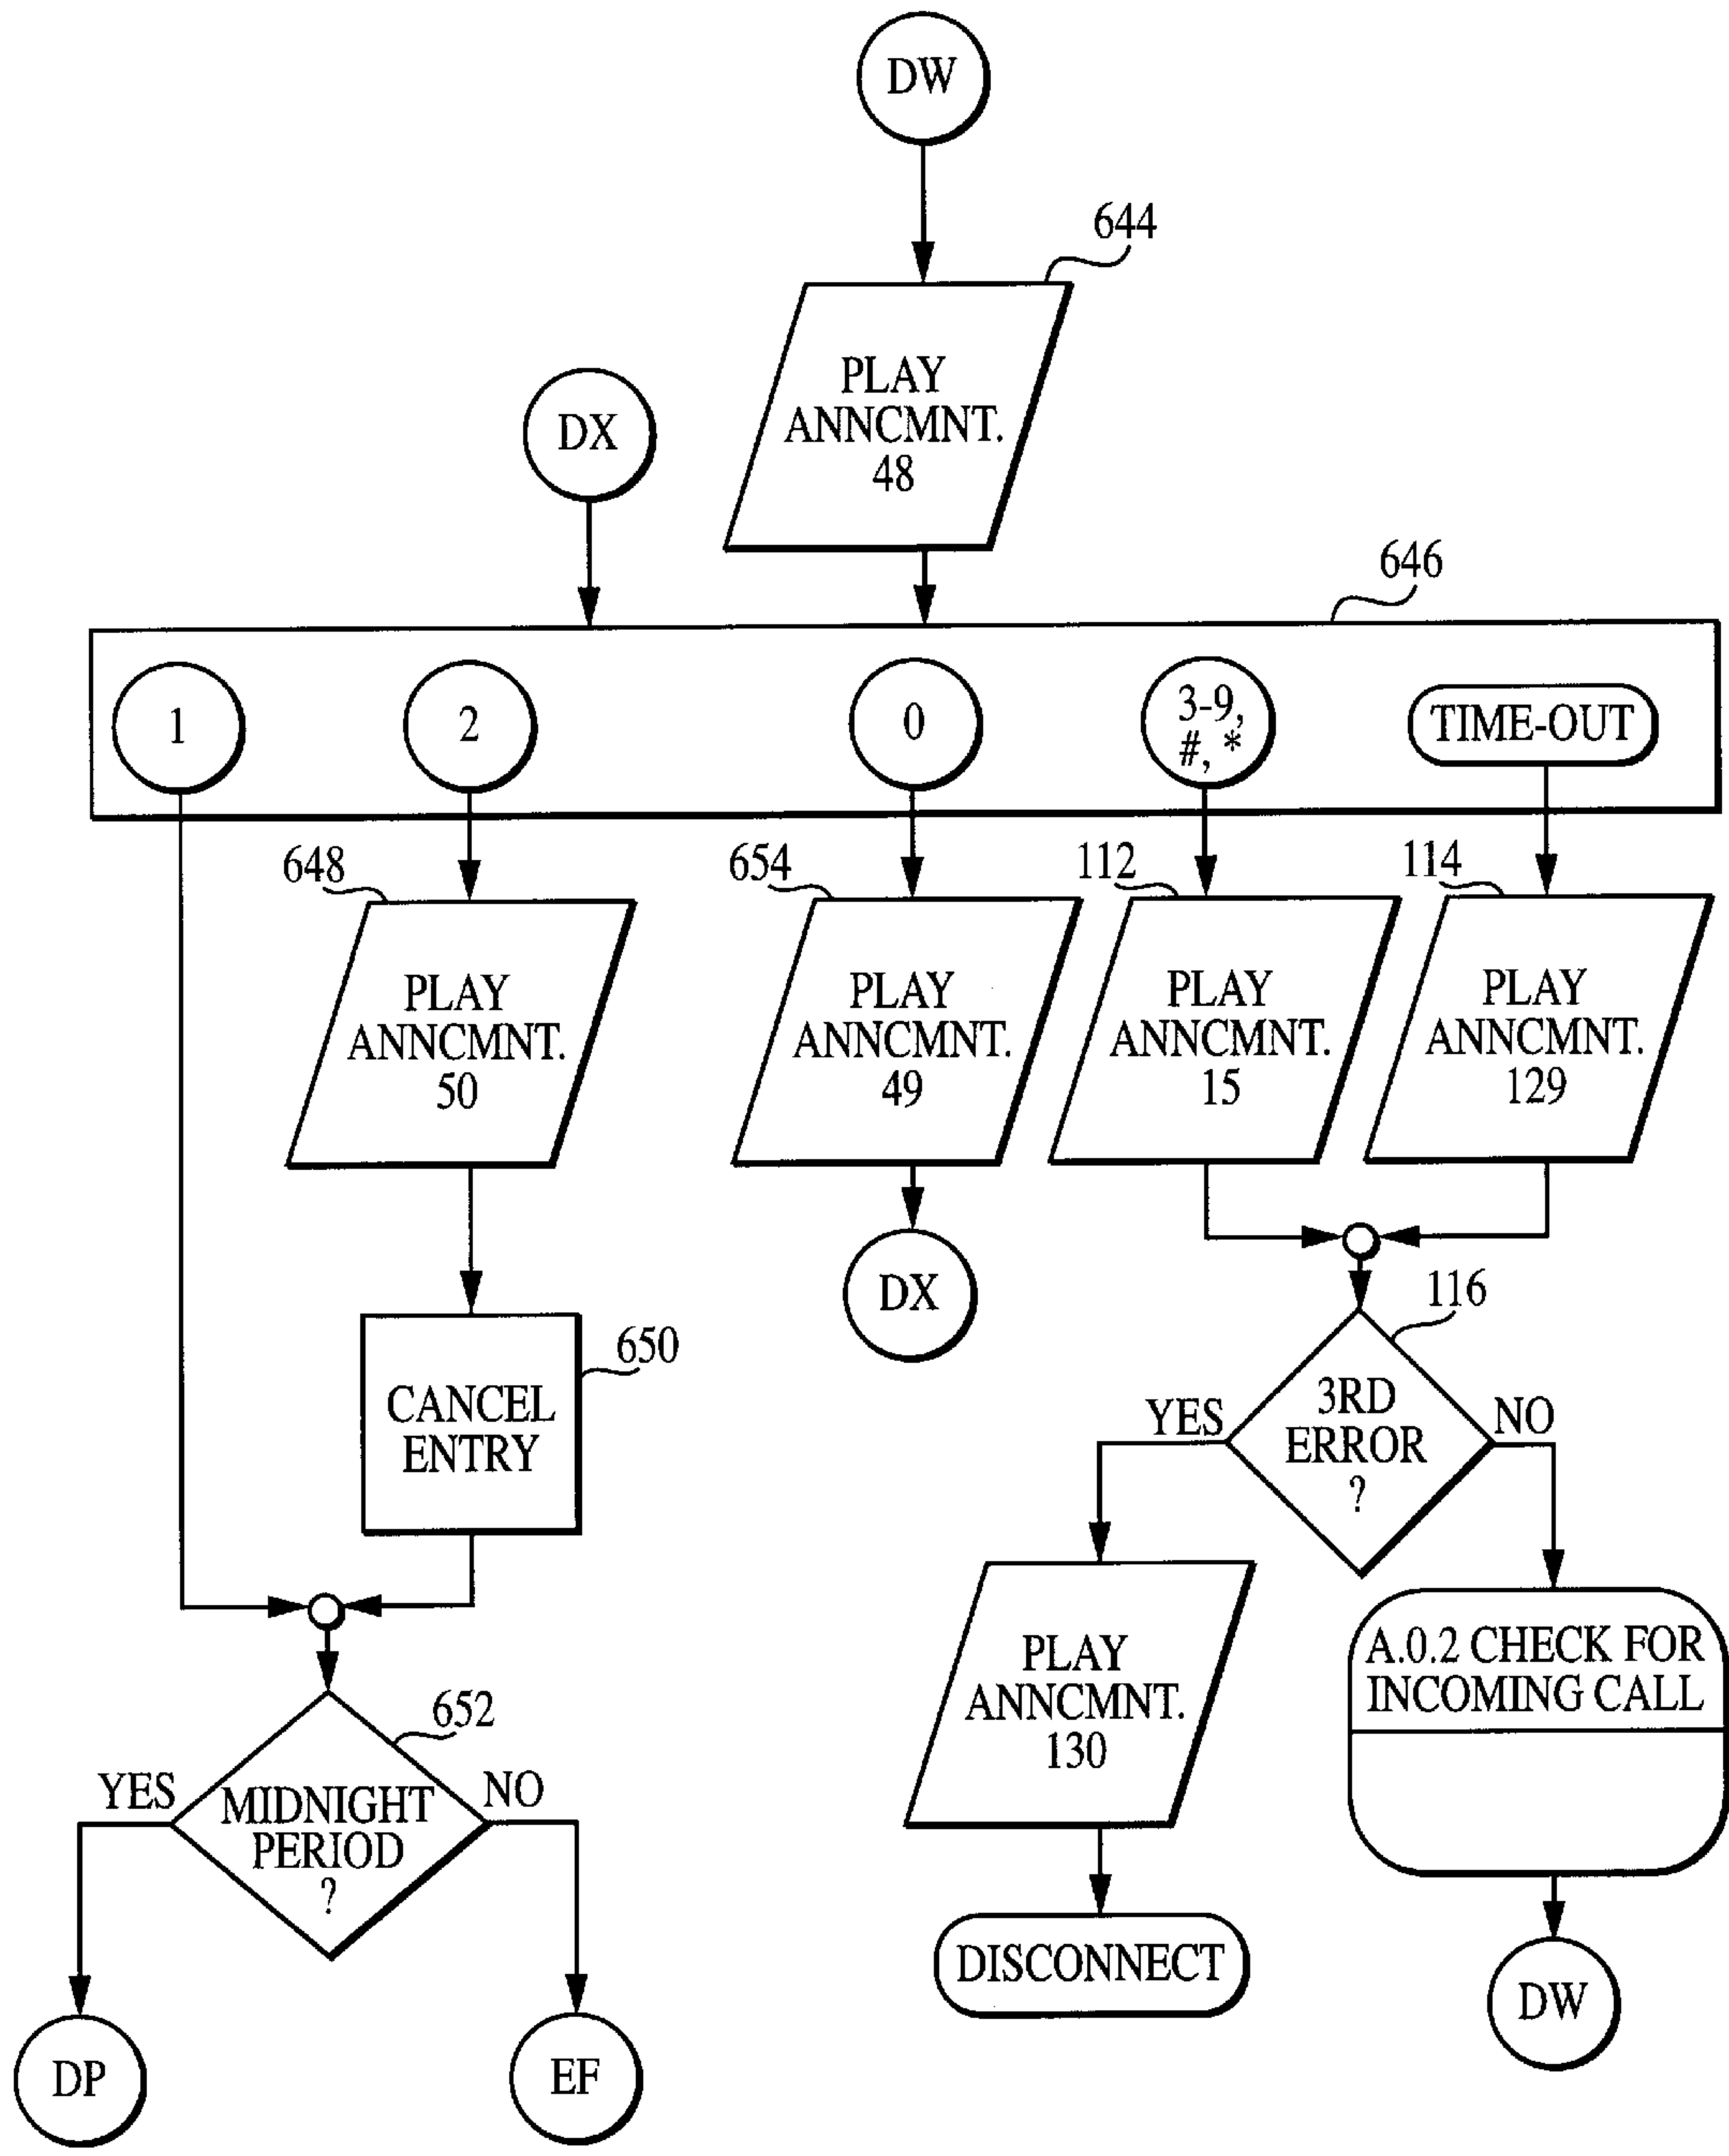 DW
644
PLAY
ANNCMNT.
48
DX
646
1
2
0
3-9,
#, *
TIME-OUT
648
PLAY
ANNCMNT.
50
654
PLAY
ANNCMNT.
49
112
PLAY
ANNCMNT.
15
114
PLAY
ANNCMNT.
129
DX
650
CANCEL
ENTRY
116
3RD
ERROR
?
YES
NO
PLAY
ANNCMNT.
130
A.0.2 CHECK FOR
INCOMING CALL
652
MIDNIGHT
PERIOD
?
YES
NO
DISCONNECT
DW
DP
EF